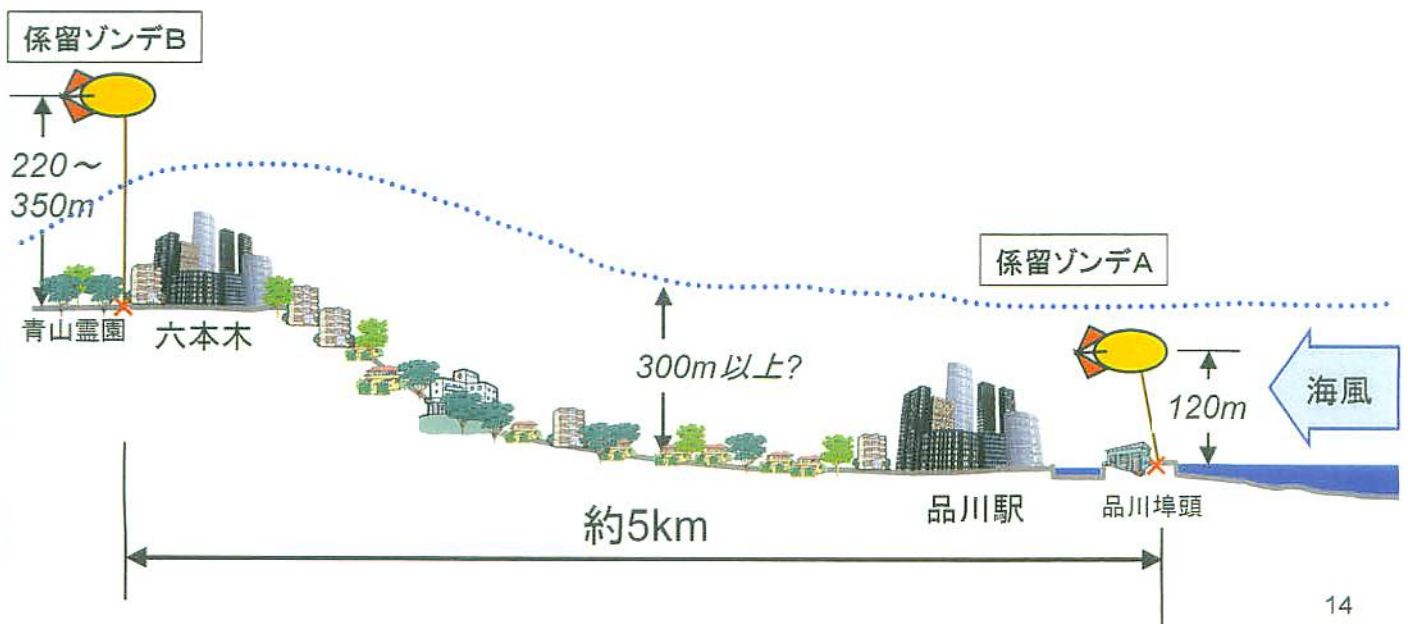 係留ゾンデB
220～
350m
青山霊園
六本木
300m以上?
係留ゾンデA
120m
海風
品川駅
品川埠頭
約5km
14